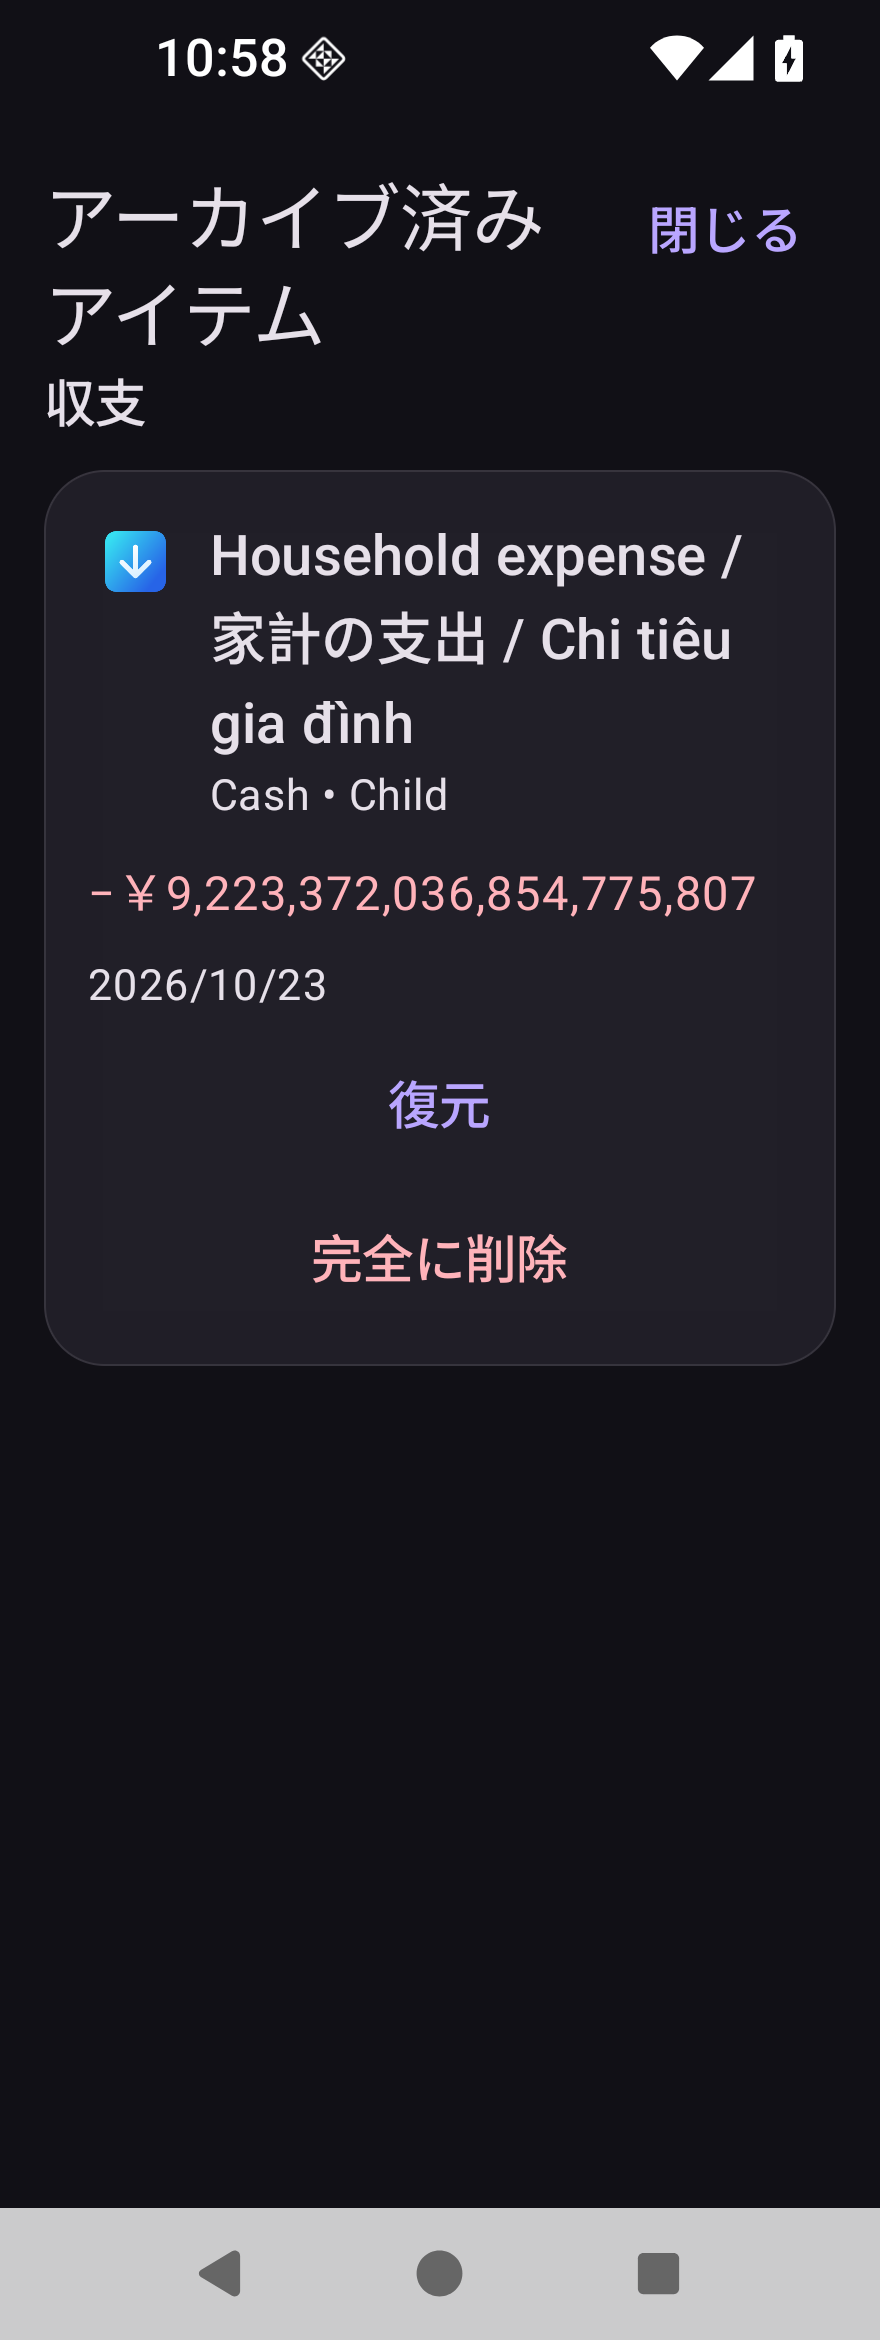 10:58
アーカイブ済み
アイテム
閉じる
収支
Household expense /
家計の支出 / Chi tiêu
gia đình
Cash • Child
−￥9,223,372,036,854,775,807
2026/10/23
復元
完全に削除